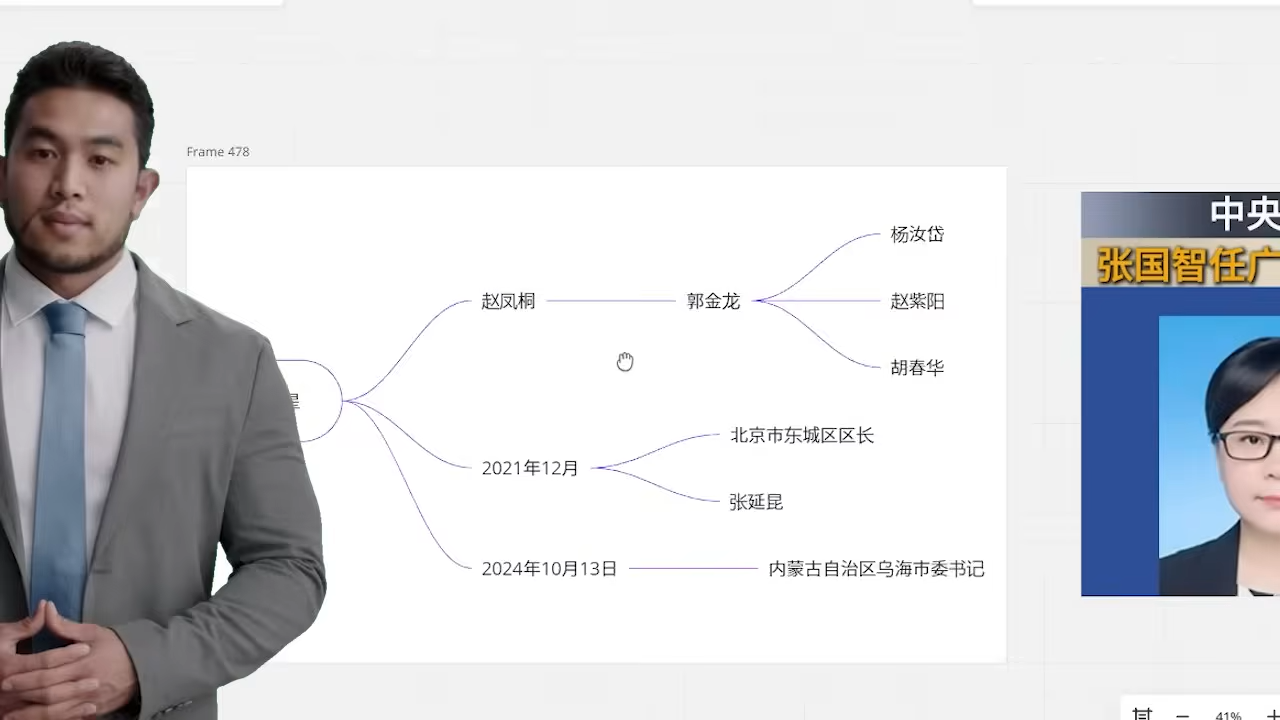 Frame 478
中央
张国智任广
杨汝岱
赵凤桐
郭金龙
赵紫阳
胡春华
星
北京市东城区区长
2021年12月
张延昆
2024年10月13日
内蒙古自治区乌海市委书记
41%